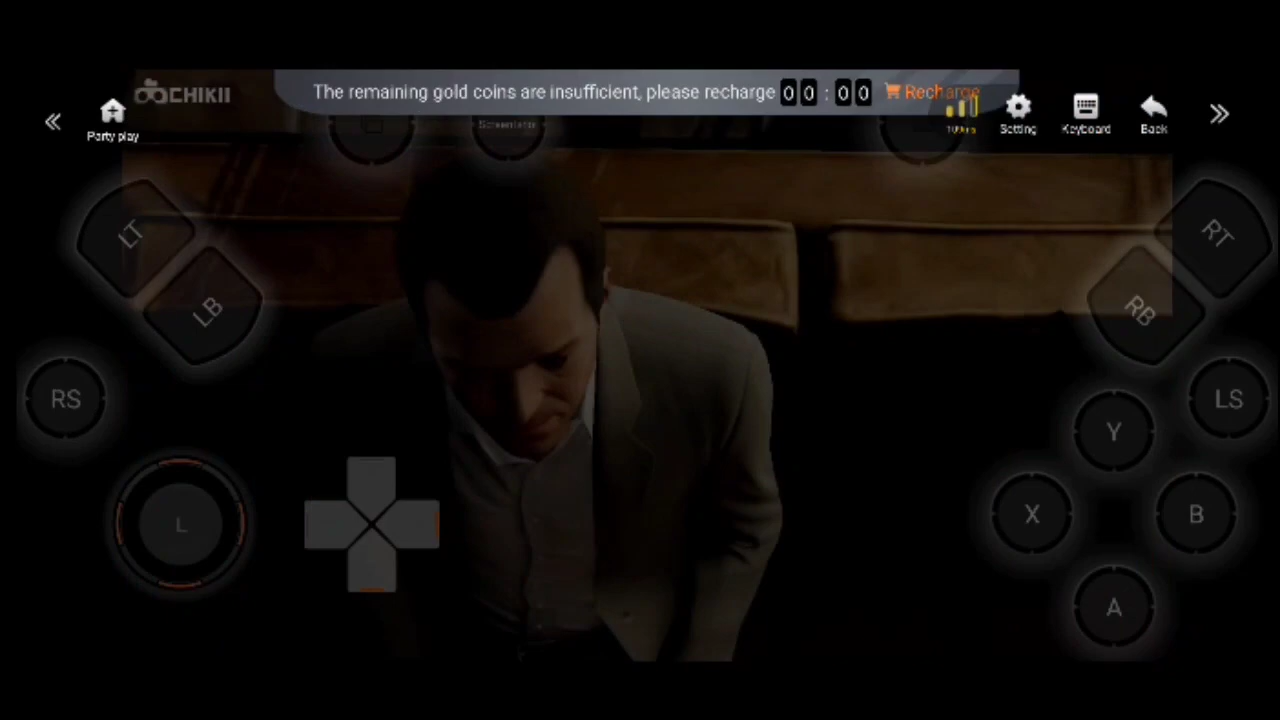 CHIKII
The remaining gold coins are insufficient, please recharge 00:00 Recharge
Party play
Screenshot
Setting
Keyboard
Back
LT
RT
LB
RB
RS
LS
Y
L
X
B
A